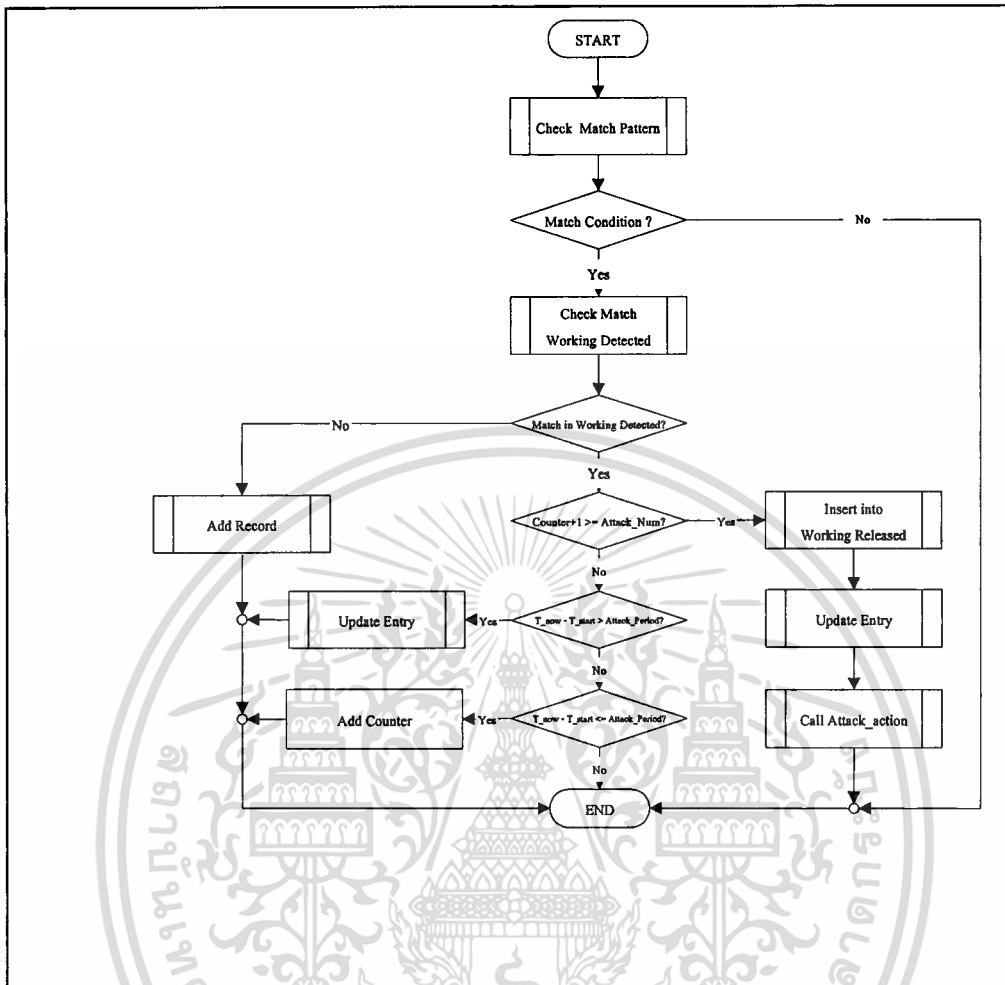 START
Check Match Pattern
Match Condition ?
No
Yes
Check Match
Working Detected
Match in Working Detected?
No
Yes
Add Record
Counter+1 >= Attack_Num?
Yes
Insert into
Working Released
No
Update Entry
Yes
T_now - T_start > Attack_Period?
Update Entry
No
Add Counter
Yes
T_now - T_start <= Attack_Period?
Call Attack_action
No
END